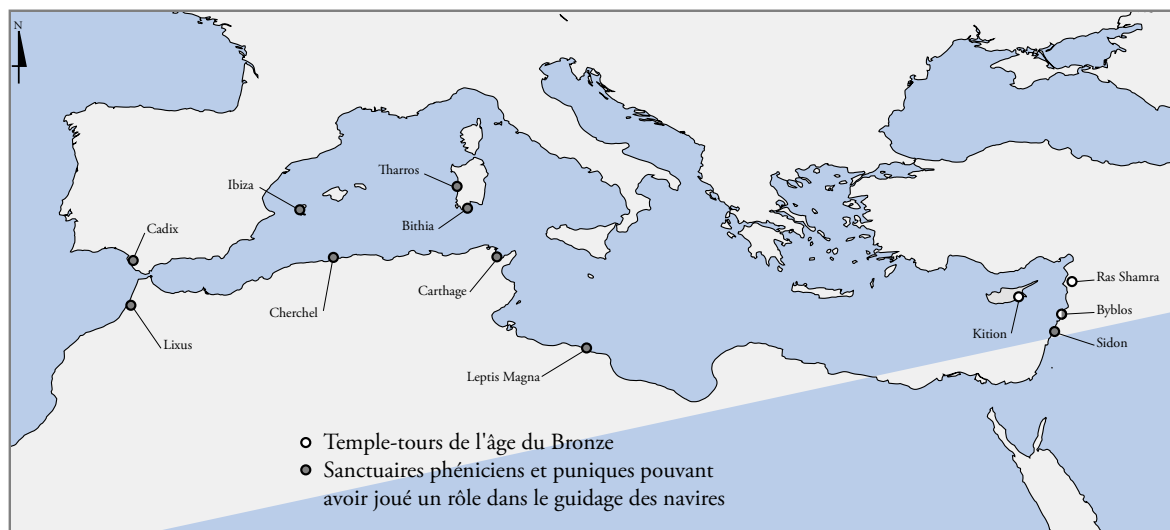 N
Tharros
Ibiza
Bithia
Cadix
Ras Shamra
Carthage
Cherchel
Byblos
Kition
Lixus
Sidon
Leptis Magna
Temple-tours de l'âge du Bronze
Sanctuaires phéniciens et puniques pouvant
avoir joué un rôle dans le guidage des navires